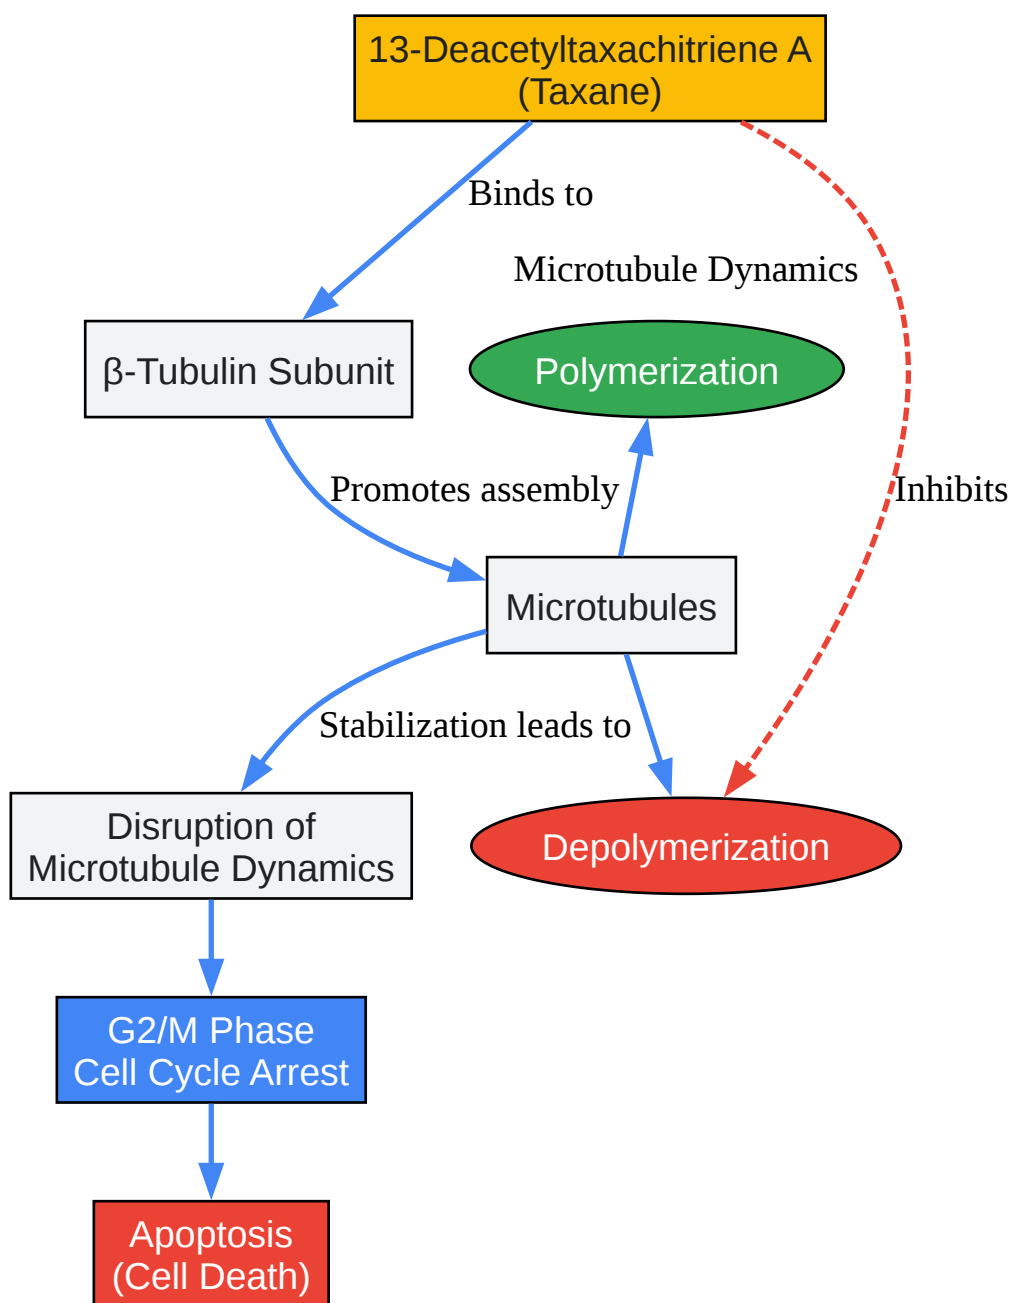 13-Deacetyltaxachitriene A
(Taxane)
Binds to
Microtubule Dynamics
β-Tubulin Subunit
Polymerization
Promotes assembly
Inhibits
Microtubules
Stabilization leads to
Disruption of
Microtubule Dynamics
Depolymerization
G2/M Phase
Cell Cycle Arrest
Apoptosis
(Cell Death)